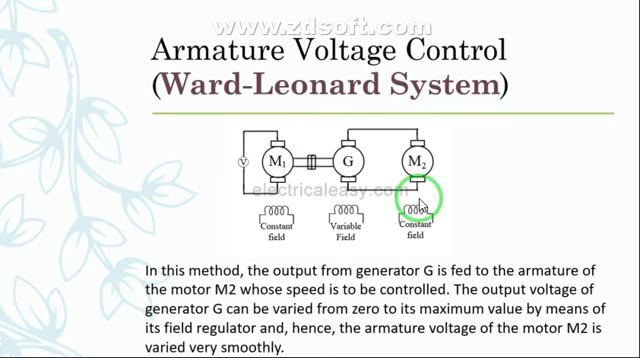 www.zdsoft.com
Armature Voltage Control
(Ward-Leonard System)
V
M1
G
M2
electricaleasy.com
Constant
field
Variable
Field
Constant
field
In this method, the output from generator G is fed to the armature of
the motor M2 whose speed is to be controlled. The output voltage of
generator G can be varied from zero to its maximum value by means of
its field regulator and, hence, the armature voltage of the motor M2 is
varied very smoothly.